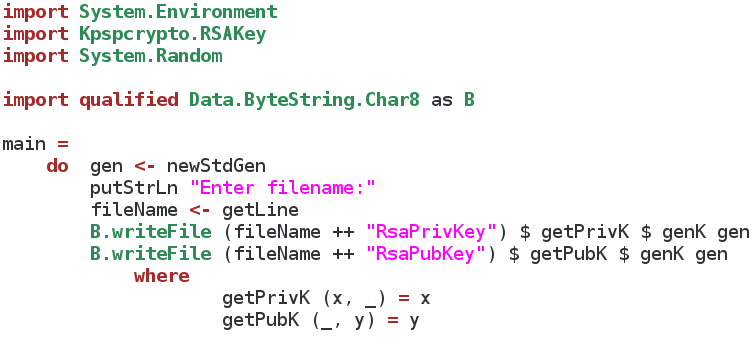 import System.Environment
import Kpspcrypto.RSAKey
import System.Random

import qualified Data.ByteString.Char8 as B

main =
    do  gen <- newStdGen
        putStrLn "Enter filename:"
        fileName <- getLine
        B.writeFile (fileName ++ "RsaPrivKey") $ getPrivK $ genK gen
        B.writeFile (fileName ++ "RsaPubKey") $ getPubK $ genK gen
            where
                    getPrivK (x, _) = x
                    getPubK (_, y) = y